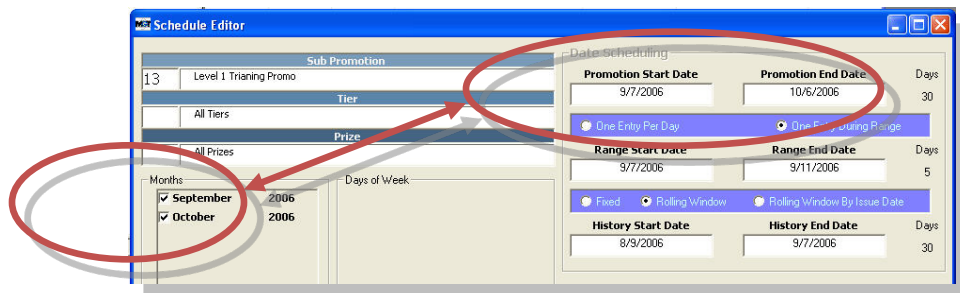 MGT Schedule Editor
Sub Promotion
13 Level 1 Trianing Promo
Tier
All Tiers
Prize
All Prizes
Months
September 2006
October 2006
Days of Week
Date Scheduling
Promotion Start Date Promotion End Date Days
9/7/2006 10/6/2006 30
One Entry Per Day One Entry During Range
Range Start Date Range End Date Days
9/7/2006 9/11/2006 5
Fixed Rolling Window Rolling Window By Issue Date
History Start Date History End Date Days
8/9/2006 9/7/2006 30